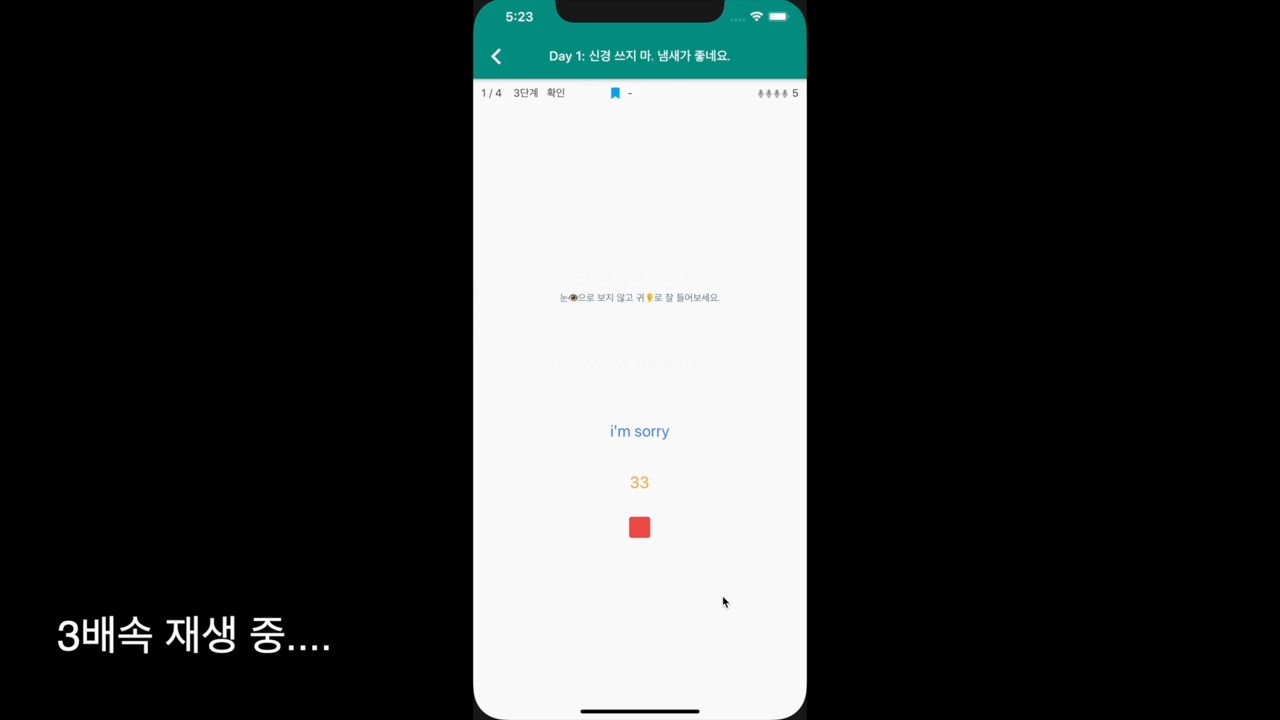 5:23
Day 1: 신경 쓰지 마. 냄새가 좋네요.
1 / 4 3단계 확인 - 5
눈👁으로 보지 않고 귀👂로 잘 들어보세요.
i'm sorry
33
3배속 재생 중....